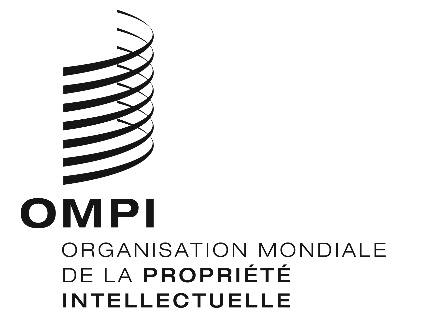 OMPI
ORGANISATION MONDIALE
DE LA PROPRIÉTÉ
INTELLECTUELLE